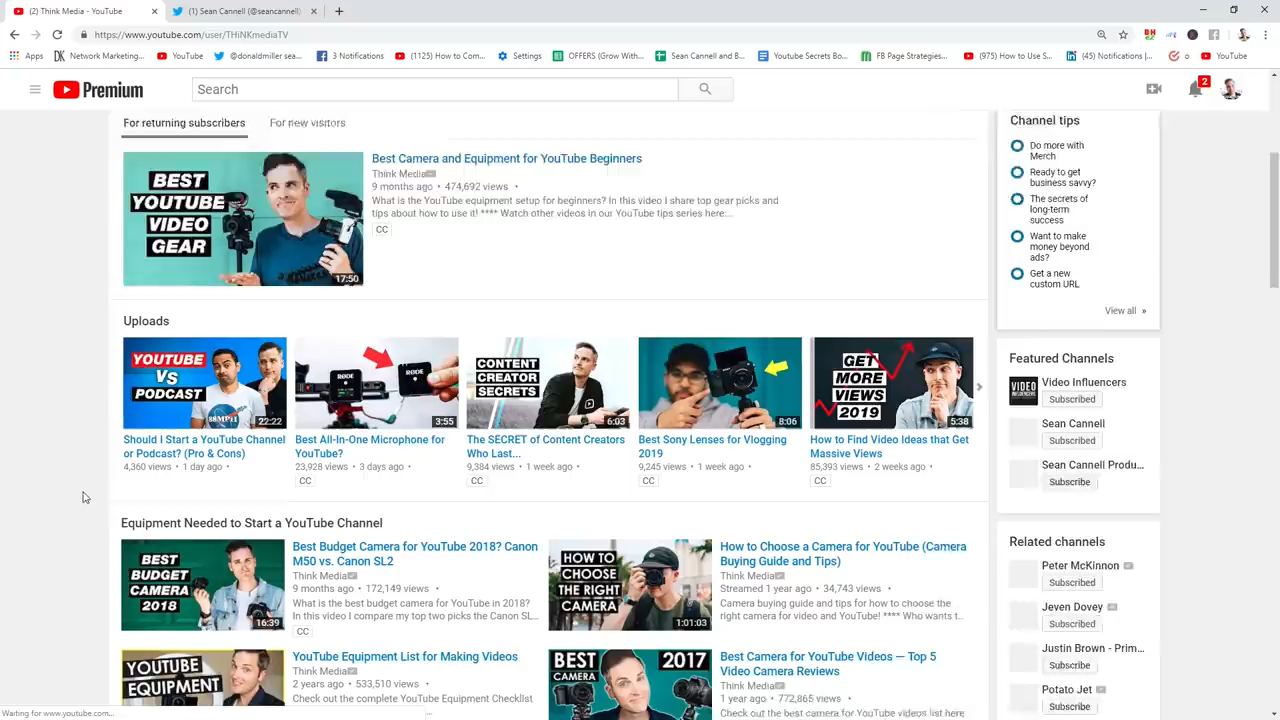 (2) Think Media - YouTube
(1) Sean Cannell (@seancannell)
https://www.youtube.com/user/THiNKmediaTV
Apps
Network Marketing...
YouTube
@donaldmiller sea...
3 Notifications
(1125) How to Com...
Settings
OFFERS (Grow With...
Sean Cannell and B...
Youtube Secrets Bo...
FB Page Strategies...
(975) How to Use S...
(45) Notifications |...
0
YouTube
Premium
Search
2
For returning subscribers
For new visitors
BEST
YOUTUBE
VIDEO
GEAR
17:50
Best Camera and Equipment for YouTube Beginners
Think Media
9 months ago • 474,692 views •
What is the YouTube equipment setup for beginners? In this video I share top gear picks and
tips about how to use it! **** Watch other videos in our YouTube tips series here:...
CC
Channel tips
Do more with
Merch
Ready to get
business savvy?
The secrets of
long-term
success
Want to make
money beyond
ads?
Get a new
custom URL
View all »
Uploads
YOUTUBE
VS
PODCAST
22:22
Should I Start a YouTube Channel
or Podcast? (Pro & Cons)
4,360 views • 1 day ago •
RØDE
RØDE
3:55
Best All-In-One Microphone for
YouTube?
23,928 views • 3 days ago •
CC
CONTENT
CREATOR
SECRETS
6:03
The SECRET of Content Creators
Who Last...
9,384 views • 1 week ago •
CC
8:06
Best Sony Lenses for Vlogging
2019
9,245 views • 1 week ago •
CC
GET
MORE
VIEWS
2019
5:38
How to Find Video Ideas that Get
Massive Views
85,393 views • 2 weeks ago •
CC
Featured Channels
VIDEO
INFLUENCERS
Video Influencers
Subscribed
Sean Cannell
Subscribed
Sean Cannell Produ...
Subscribe
Equipment Needed to Start a YouTube Channel
BEST
BUDGET
CAMERA
2018
16:39
Best Budget Camera for YouTube 2018? Canon
M50 vs. Canon SL2
Think Media
9 months ago • 172,149 views •
What is the best budget camera for YouTube in 2018?
In this video I compare my top two picks the Canon SL...
CC
HOW TO
CHOOSE
THE RIGHT
CAMERA
1:01:03
How to Choose a Camera for YouTube (Camera
Buying Guide and Tips)
Think Media
Streamed 1 year ago • 34,743 views •
Camera buying guide and tips for how to choose the
right camera for video and YouTube! **** Who wants t...
YOUTUBE
EQUIPMENT
YouTube Equipment List for Making Videos
Think Media
2 years ago • 533,510 views •
Check out the complete YouTube Equipment Checklist
...
BEST
CAMERA
2017
Best Camera for YouTube Videos — Top 5
Video Camera Reviews
Think Media
1 year ago • 772,865 views •
Check out the best YouTube camera for videos list here
Related channels
Peter McKinnon
Subscribed
Jeven Dovey
Subscribed
Justin Brown - Prim...
Subscribe
Potato Jet
Subscribe
Waiting for www.youtube.com...